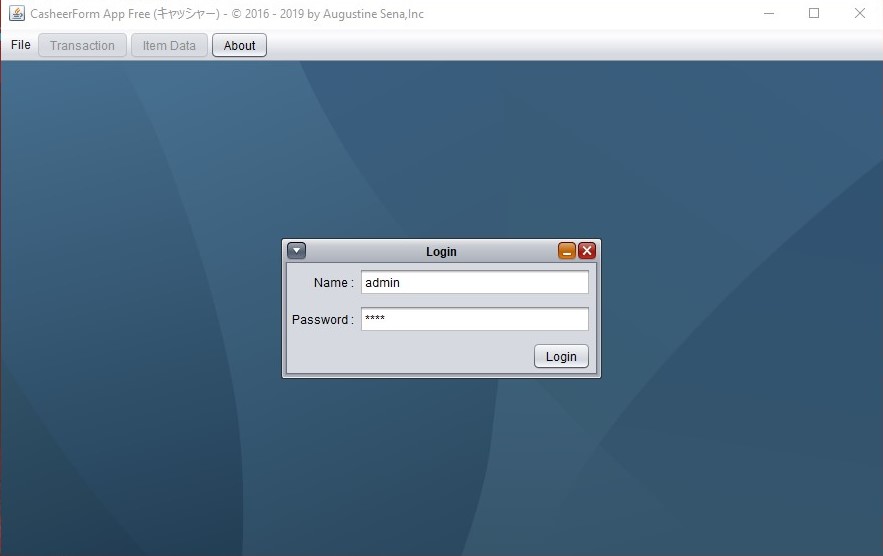 CasheerForm App Free (キャッシャー) - © 2016 - 2019 by Augustine Sena,Inc
File Transaction Item Data About
Login
Name : admin
Password : ****
Login